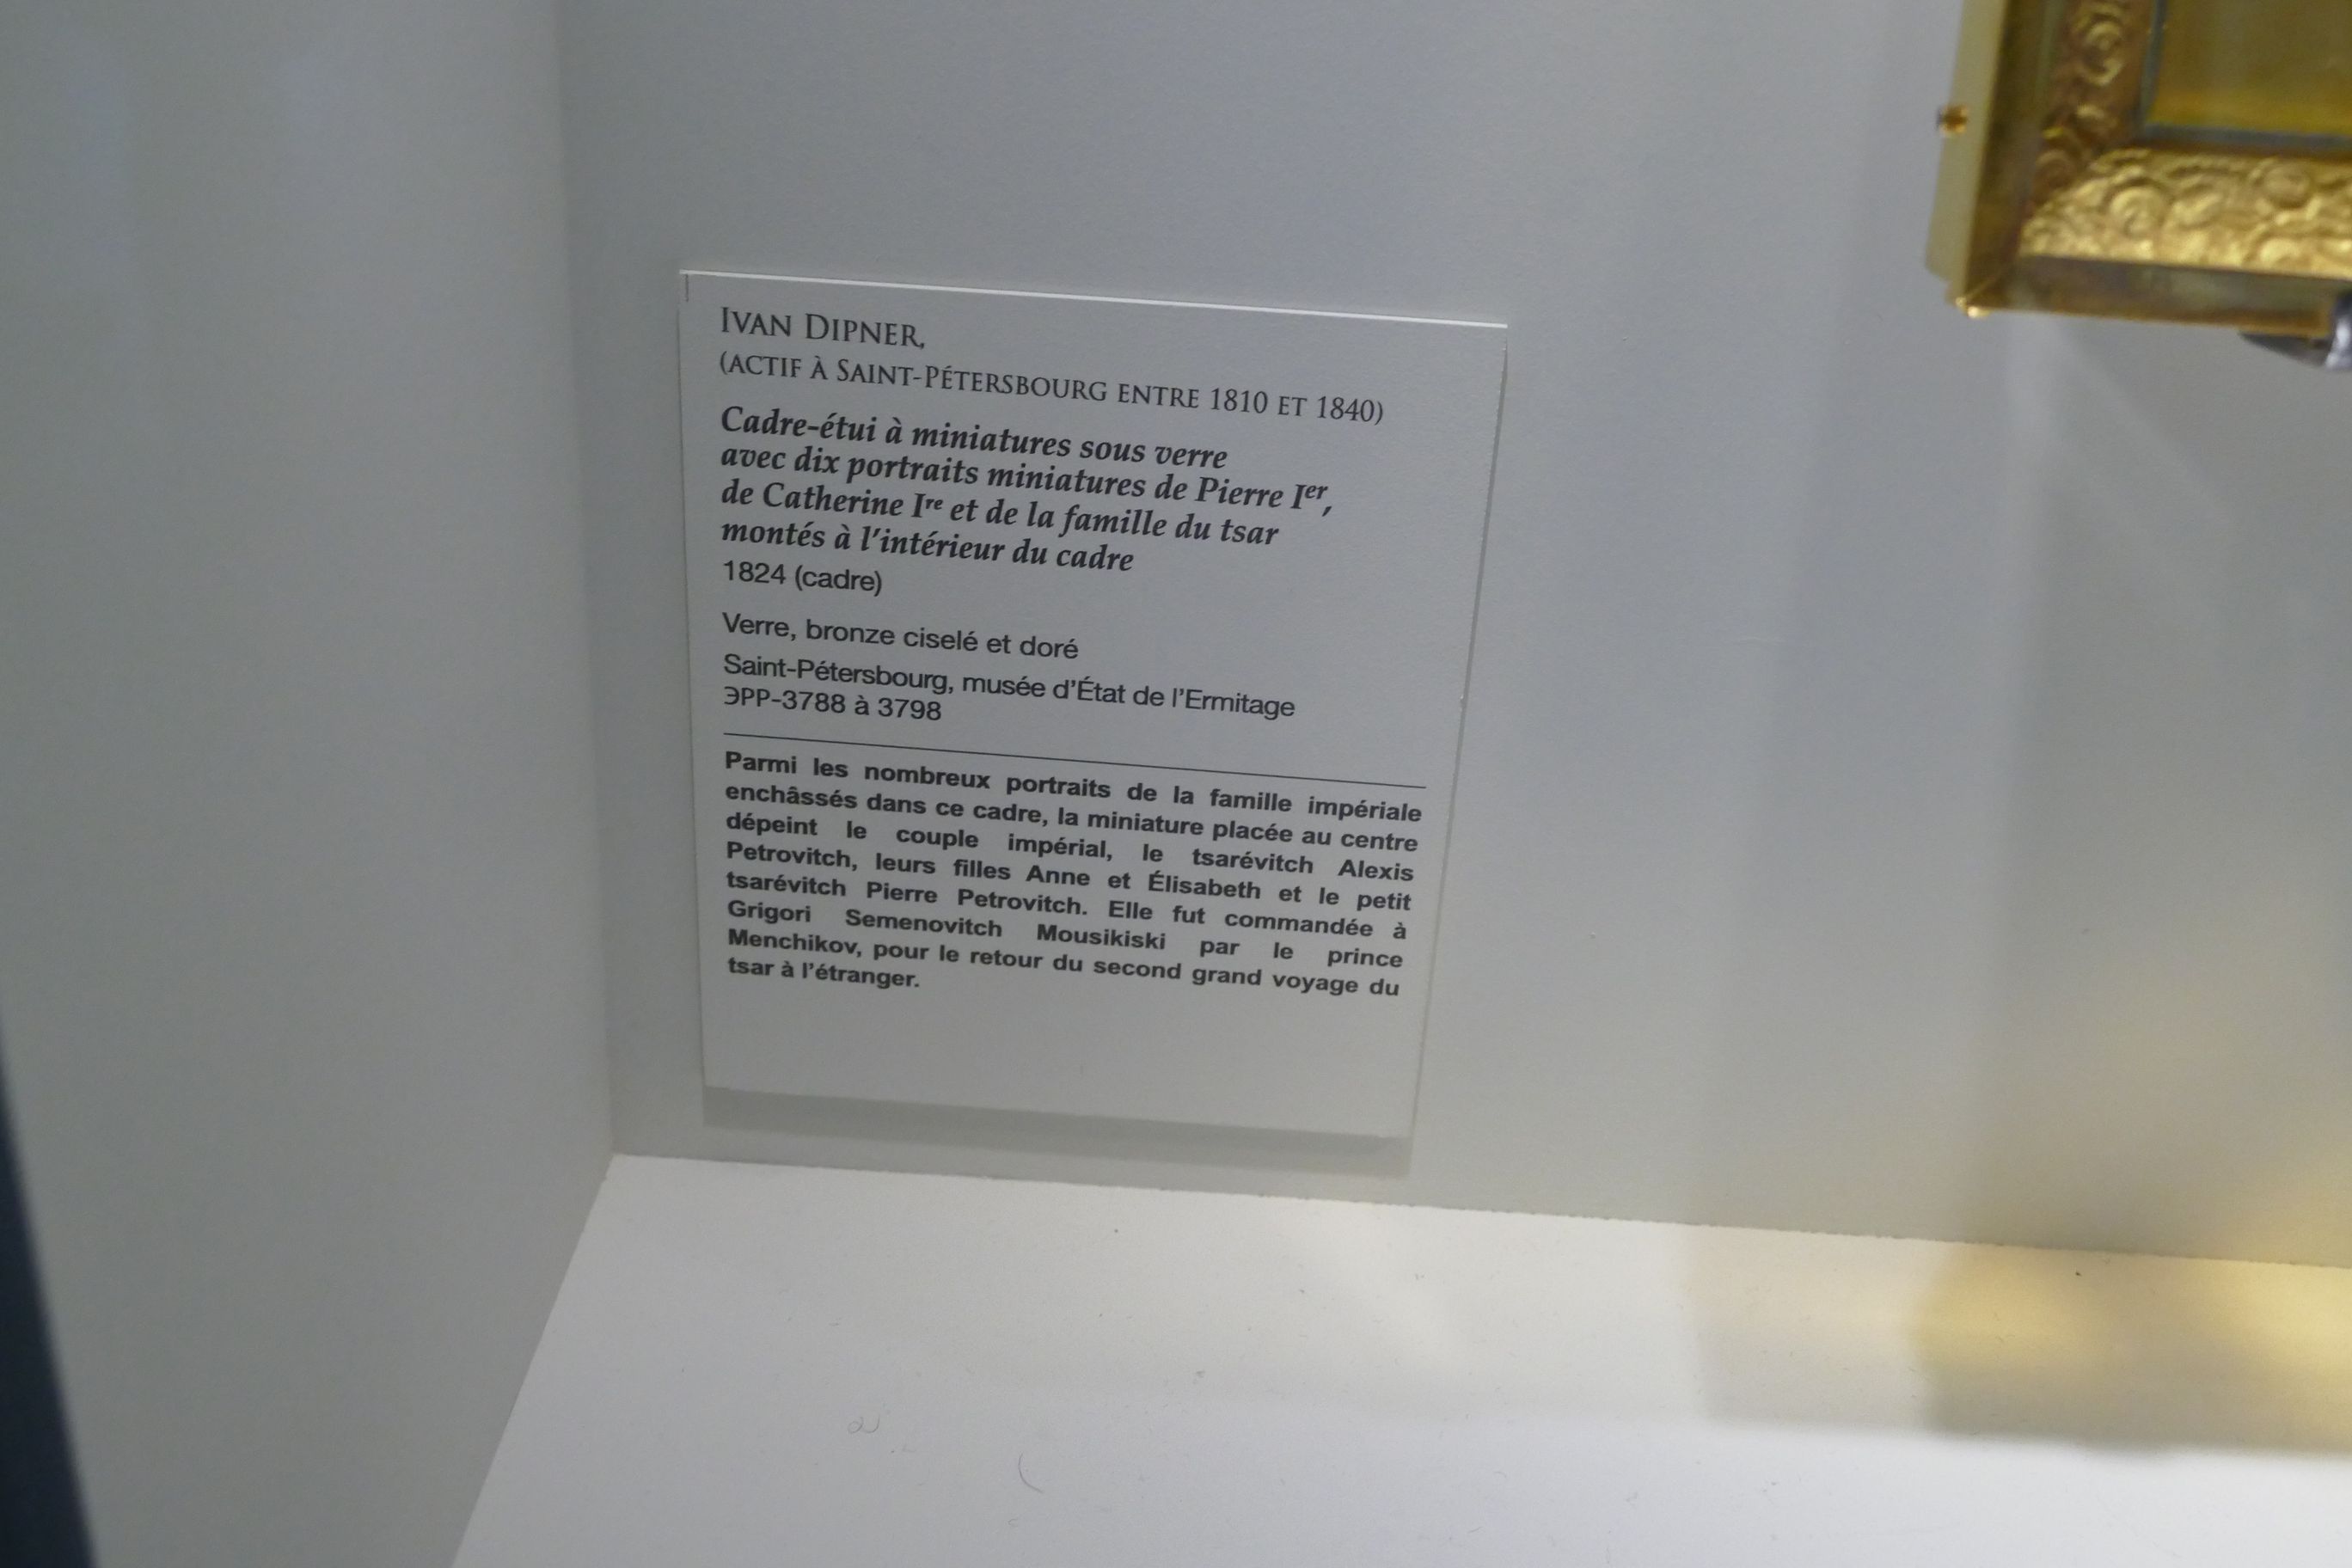 IVAN DIPNER,
(ACTIF À SAINT-PÉTERSBOURG ENTRE 1810 ET 1840)
Cadre-étui à miniatures sous verre
avec dix portraits miniatures de Pierre Ier,
de Catherine Ire et de la famille du tsar
montés à l'intérieur du cadre
1824 (cadre)
Verre, bronze ciselé et doré
Saint-Pétersbourg, musée d'État de l'Ermitage
ЭРР-3788 à 3798
Parmi les nombreux portraits de la famille impériale
enchâssés dans ce cadre, la miniature placée au centre
dépeint le couple impérial, le tsarévitch Alexis
Petrovitch, leurs filles Anne et Élisabeth et le petit
tsarévitch Pierre Petrovitch. Elle fut commandée à
Grigori Semenovitch Mousikiski par le prince
Menchikov, pour le retour du second grand voyage du
tsar à l'étranger.